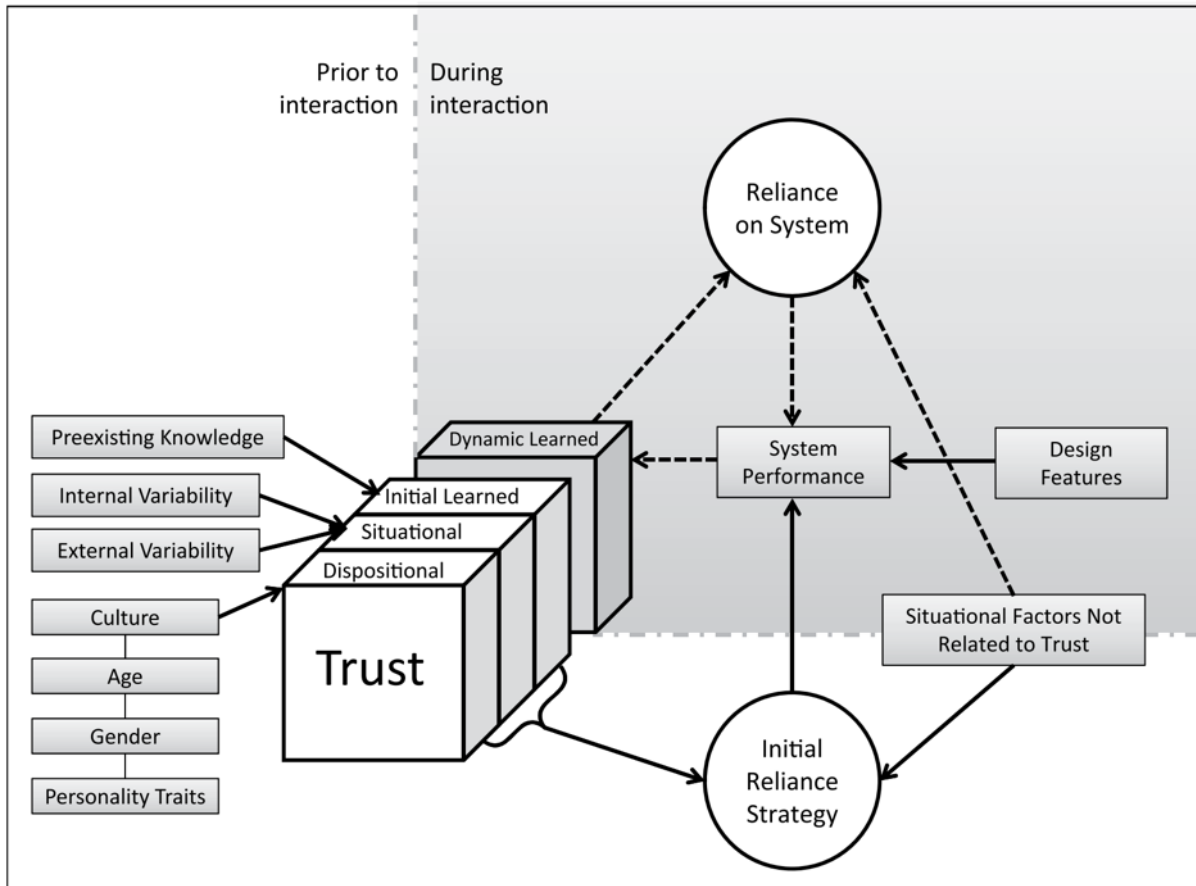 Prior to
interaction
During
interaction
Reliance
on System
Preexisting Knowledge
Internal Variability
External Variability
Culture
Age
Gender
Personality Traits
Dynamic Learned
Initial Learned
Situational
Dispositional
Trust
System
Performance
Design
Features
Situational Factors Not
Related to Trust
Initial
Reliance
Strategy